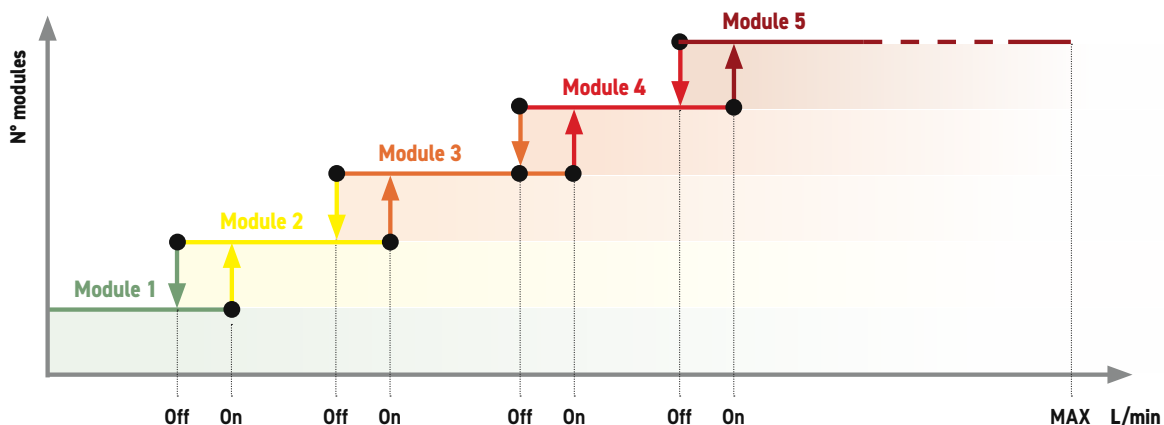 Module 5
Module 4
Module 3
Module 2
Module 1
N° modules
Off On Off On Off On Off On MAX L/min